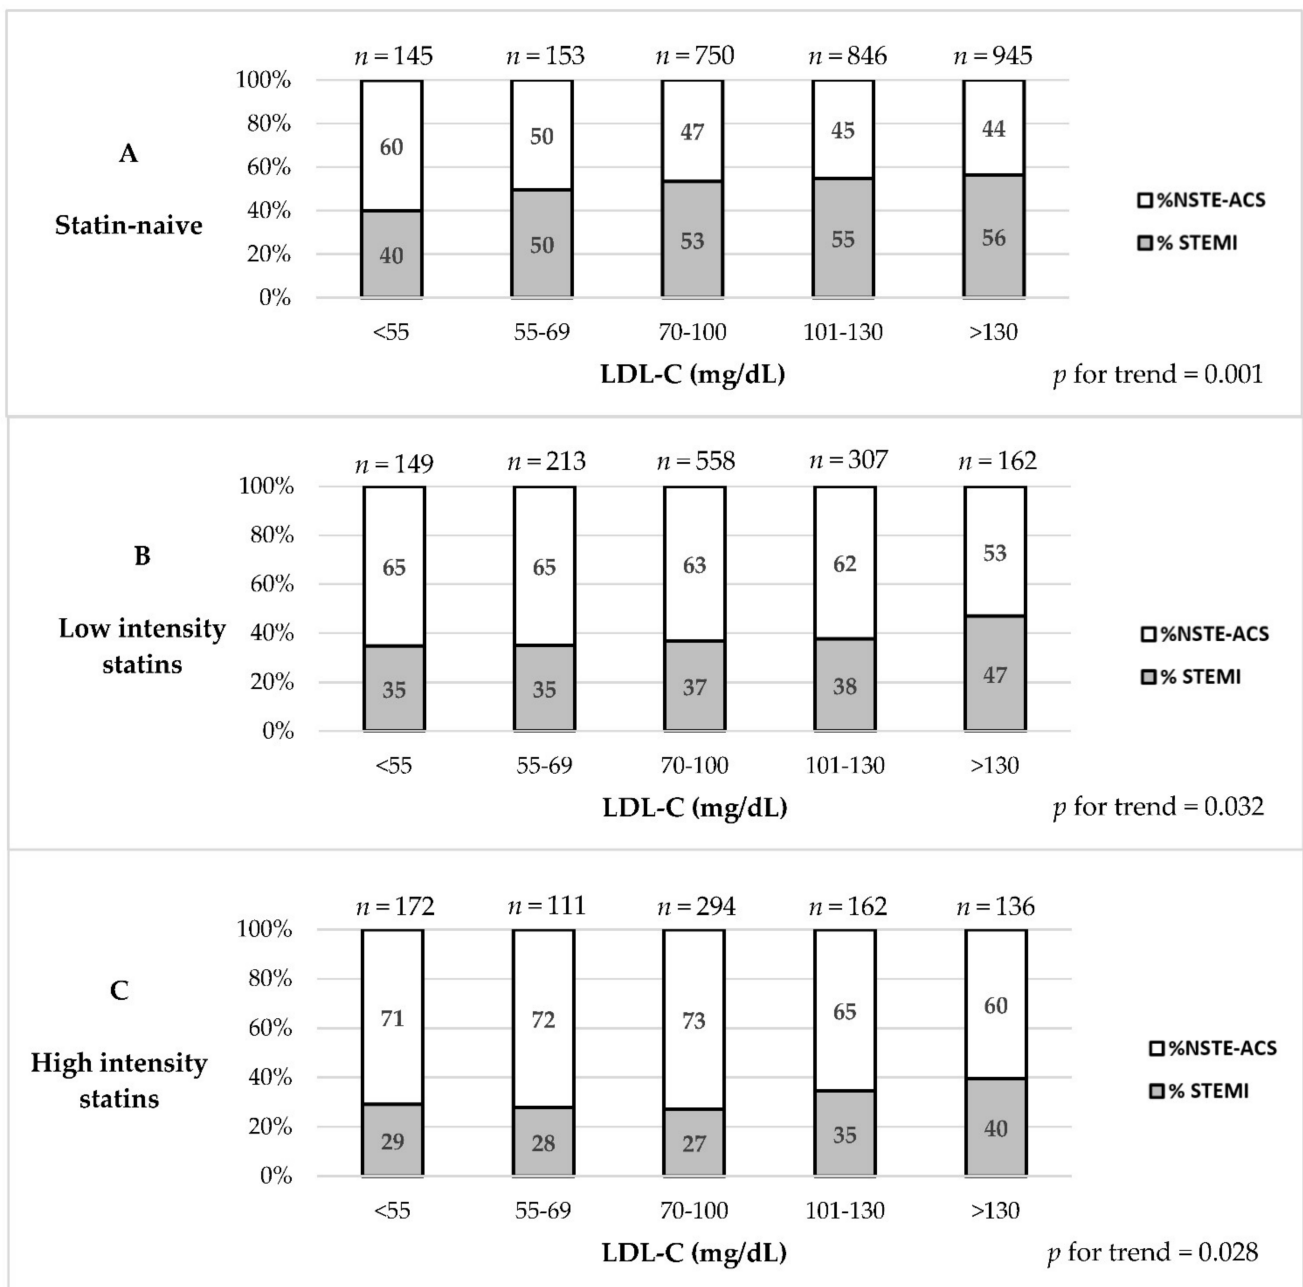 n = 145 n = 153 n = 750 n = 846 n = 945
100%
80%
60%
40%
20%
0%
60 50 47 45 44
40 50 53 55 56
A
Statin-naive
%NSTE-ACS
% STEMI
<55 55-69 70-100 101-130 >130
LDL-C (mg/dL)
p for trend = 0.001
n = 149 n = 213 n = 558 n = 307 n = 162
100%
80%
60%
40%
20%
0%
65 65 63 62 53
35 35 37 38 47
B
Low intensity
statins
%NSTE-ACS
% STEMI
<55 55-69 70-100 101-130 >130
LDL-C (mg/dL)
p for trend = 0.032
n = 172 n = 111 n = 294 n = 162 n = 136
100%
80%
60%
40%
20%
0%
71 72 73 65 60
29 28 27 35 40
C
High intensity
statins
%NSTE-ACS
% STEMI
<55 55-69 70-100 101-130 >130
LDL-C (mg/dL)
p for trend = 0.028